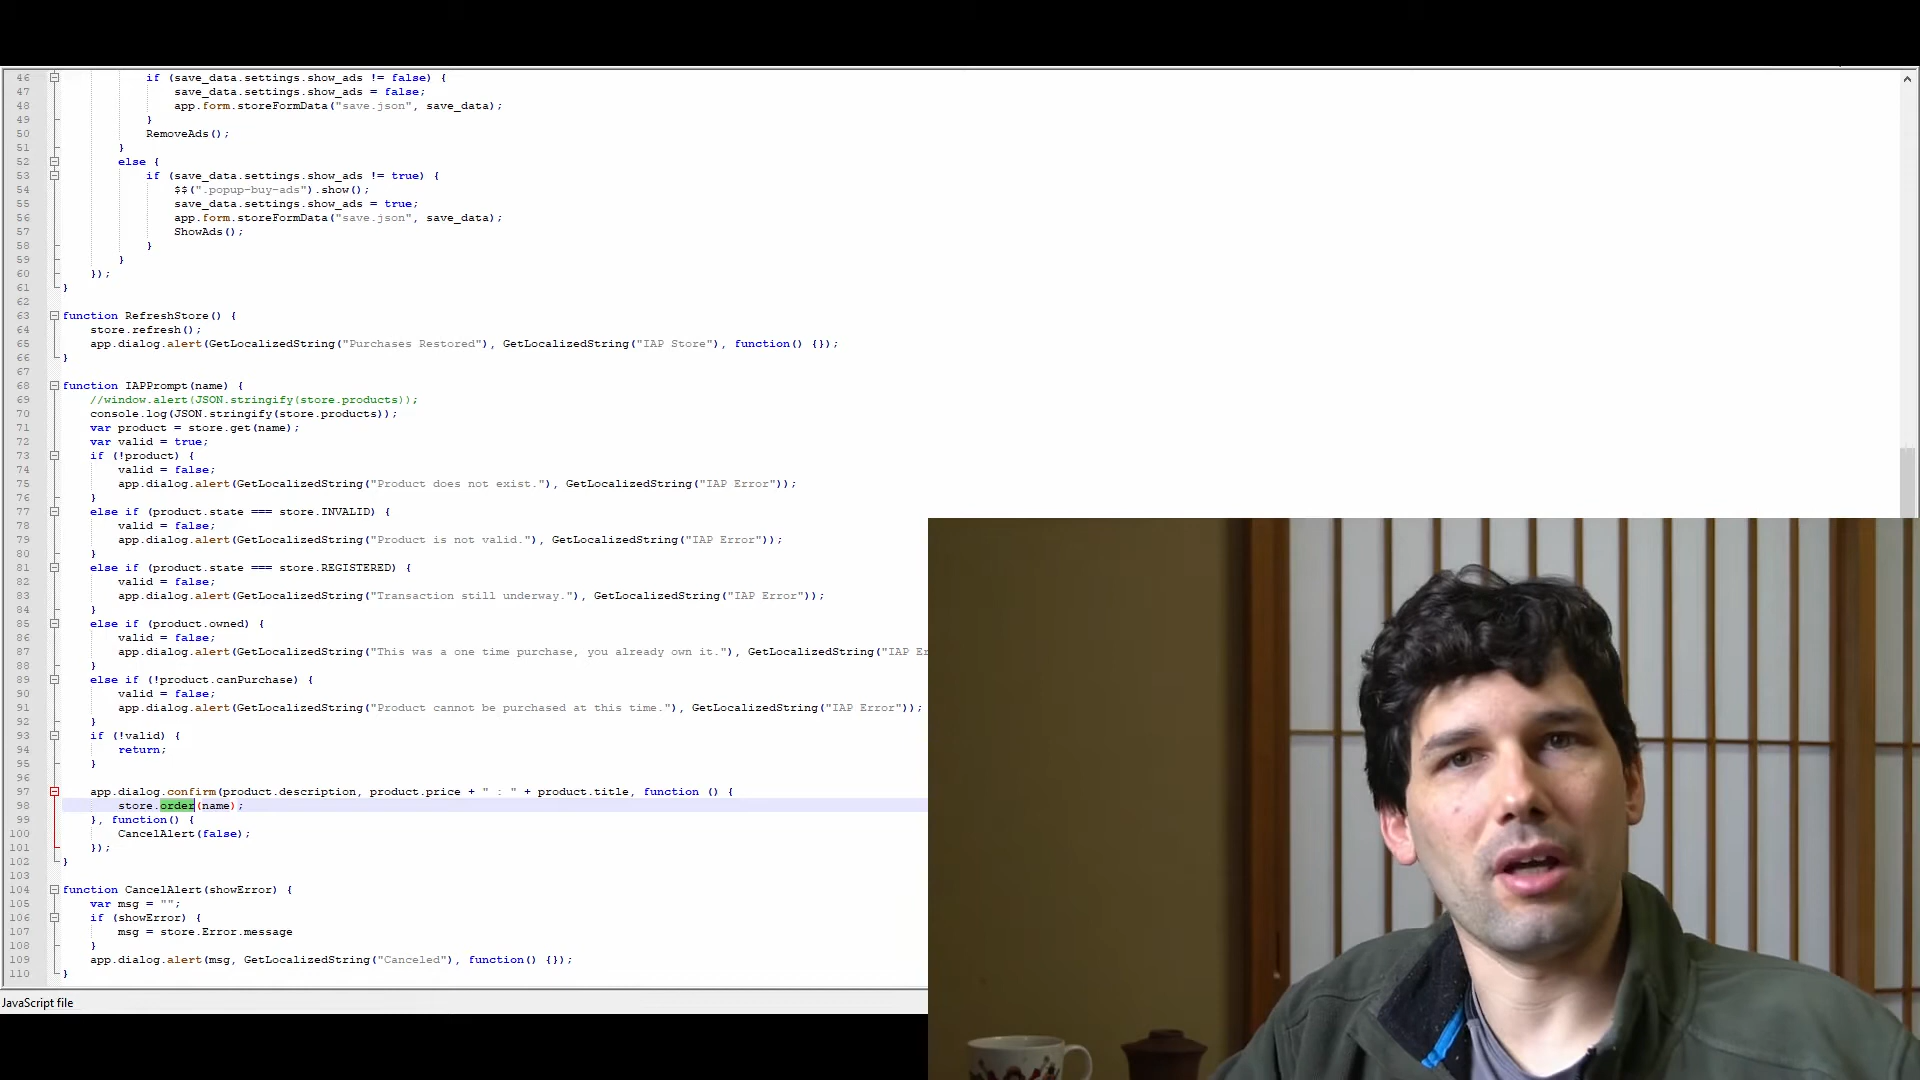 46 if (save_data.settings.show_ads != false) {
47 save_data.settings.show_ads = false;
48 app.form.storeFormData("save.json", save_data);
49 }
50 RemoveAds();
51 }
52 else {
53 if (save_data.settings.show_ads != true) {
54 $$(".popup-buy-ads").show();
55 save_data.settings.show_ads = true;
56 app.form.storeFormData("save.json", save_data);
57 ShowAds();
58 }
59 }
60 });
61 }
62
63 function RefreshStore() {
64 store.refresh();
65 app.dialog.alert(GetLocalizedString("Purchases Restored"), GetLocalizedString("IAP Store"), function() {});
66 }
67
68 function IAPPrompt(name) {
69 //window.alert(JSON.stringify(store.products));
70 console.log(JSON.stringify(store.products));
71 var product = store.get(name);
72 var valid = true;
73 if (!product) {
74 valid = false;
75 app.dialog.alert(GetLocalizedString("Product does not exist."), GetLocalizedString("IAP Error"));
76 }
77 else if (product.state === store.INVALID) {
78 valid = false;
79 app.dialog.alert(GetLocalizedString("Product is not valid."), GetLocalizedString("IAP Error"));
80 }
81 else if (product.state === store.REGISTERED) {
82 valid = false;
83 app.dialog.alert(GetLocalizedString("Transaction still underway."), GetLocalizedString("IAP Error"));
84 }
85 else if (product.owned) {
86 valid = false;
87 app.dialog.alert(GetLocalizedString("This was a one time purchase, you already own it."), GetLocalizedString("IAP Er
88 }
89 else if (!product.canPurchase) {
90 valid = false;
91 app.dialog.alert(GetLocalizedString("Product cannot be purchased at this time."), GetLocalizedString("IAP Error"));
92 }
93 if (!valid) {
94 return;
95 }
96
97 app.dialog.confirm(product.description, product.price + " : " + product.title, function () {
98 store.order(name);
99 }, function() {
100 CancelAlert(false);
101 });
102 }
103
104 function CancelAlert(showError) {
105 var msg = "";
106 if (showError) {
107 msg = store.Error.message
108 }
109 app.dialog.alert(msg, GetLocalizedString("Canceled"), function() {});
110 }
JavaScript file